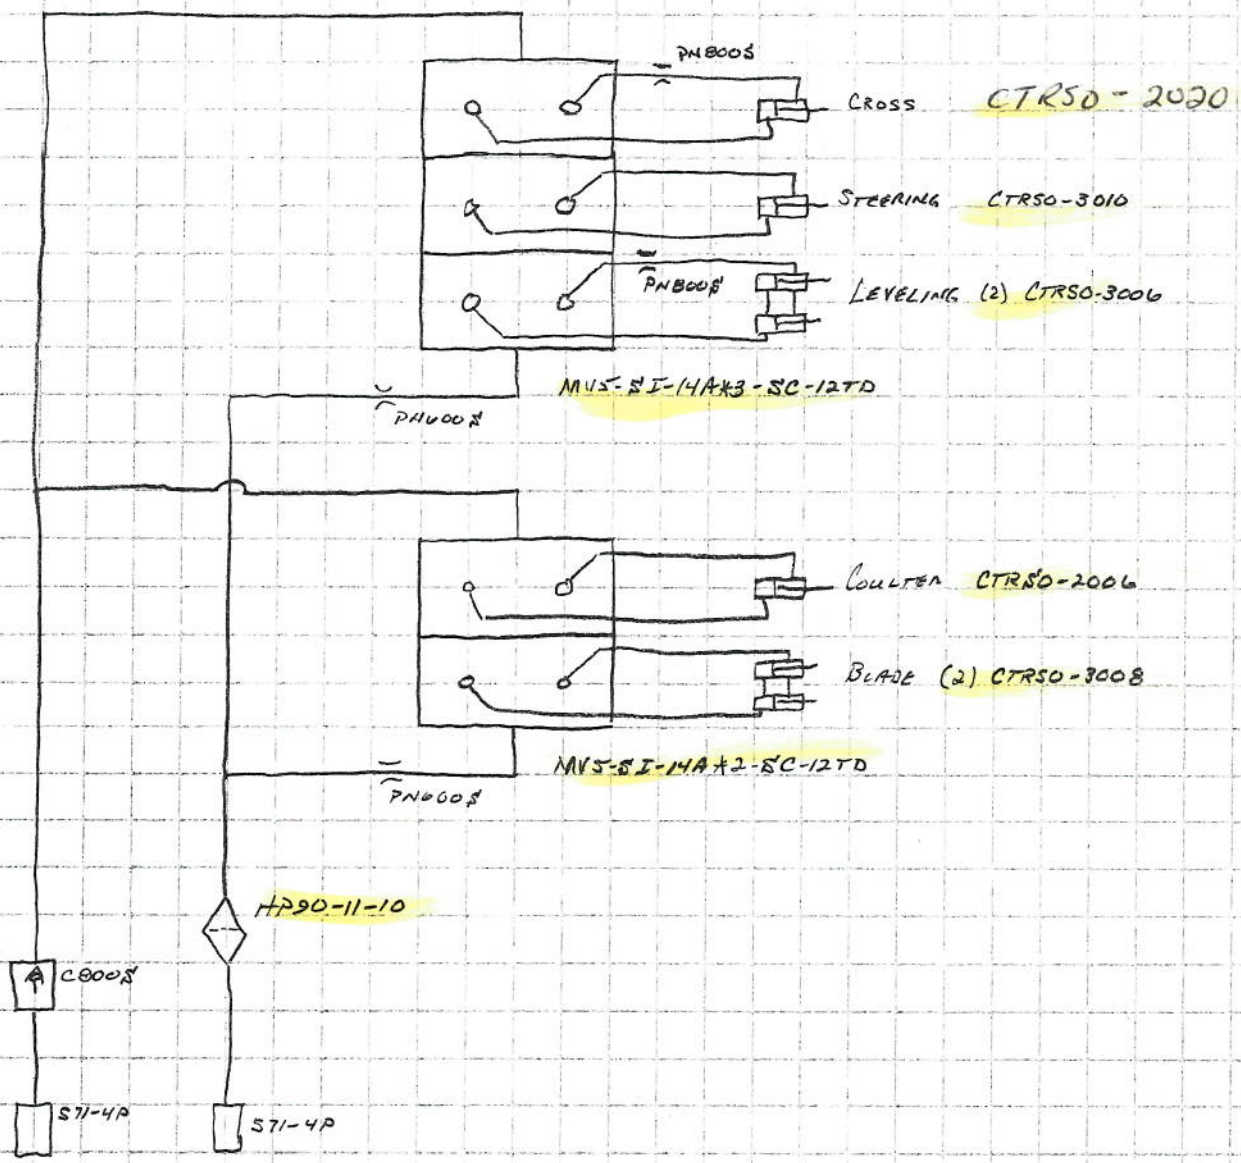 PN800S
CROSS CTRSO-2020
STEERING CTRSO-3010
PN800S
LEVELING (2) CTRSO-3006
MV5-SI-14A*3-SC-12TD
PN600S
COULTER CTRSO-2006
BLADE (2) CTRSO-3008
MV5-SI-14A*2-SC-12TD
PN600S
HP90-11-10
C800S
S71-4P
S71-4P